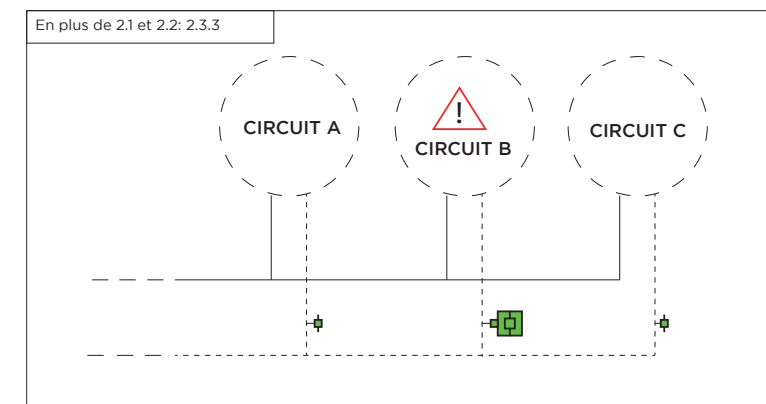 En plus de 2.1 et 2.2: 2.3.3
CIRCUIT A
!
CIRCUIT B
CIRCUIT C